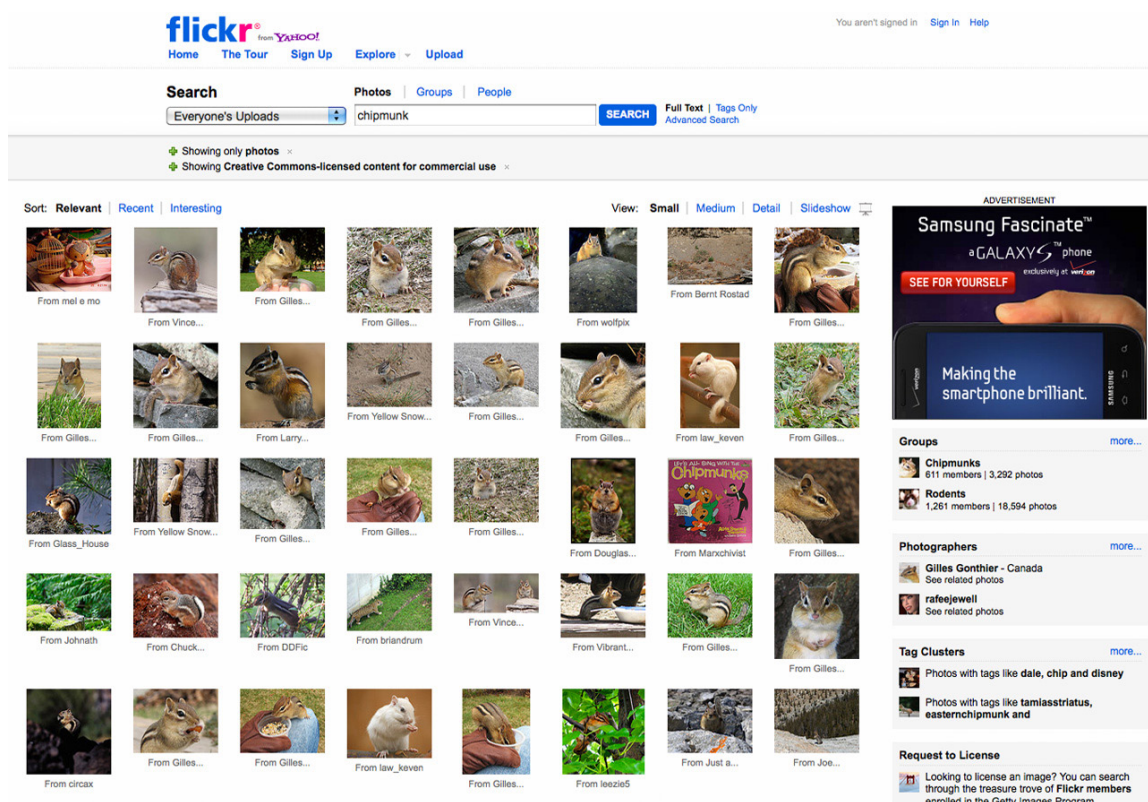 flickr® from YAHOO!
You aren't signed in Sign In Help
Home The Tour Sign Up Explore Upload
Search
Photos Groups People
Everyone's Uploads
chipmunk
SEARCH
Full Text | Tags Only
Advanced Search
Showing only photos ×
Showing Creative Commons-licensed content for commercial use ×
Sort: Relevant Recent Interesting
View: Small Medium Detail Slideshow
From mel e mo
From Vince...
From Gilles...
From Gilles...
From Gilles...
From wolfpix
From Bernt Rostad
From Gilles...
From Gilles...
From Gilles...
From Larry...
From Yellow Snow...
From Gilles...
From Gilles...
From law_keven
From Gilles...
From Glass_House
From Yellow Snow...
From Gilles...
From Gilles...
From Gilles...
From Douglas...
Chipmunks
From Marxchivist
From Gilles...
From Johnath
From Chuck...
From DDFic
From briandrum
From Vince...
From Vibrant...
From Gilles...
From Gilles...
From circax
From Gilles...
From Gilles...
From law_keven
From Gilles...
From leezie5
From Just a...
From Joe...
ADVERTISEMENT
Samsung Fascinate™
a GALAXY S™ phone
exclusively at verizon
SEE FOR YOURSELF
Making the
smartphone brilliant.
verizon
SAMSUNG
Groups more...
Chipmunks
611 members | 3,292 photos
Rodents
1,261 members | 18,594 photos
Photographers more...
Gilles Gonthier - Canada
See related photos
rafeejewell
See related photos
Tag Clusters more...
Photos with tags like dale, chip and disney
Photos with tags like tamiasstriatus,
easternchipmunk and
Request to License
Looking to license an image? You can search
through the treasure trove of Flickr members
enrolled in the Getty Images Program